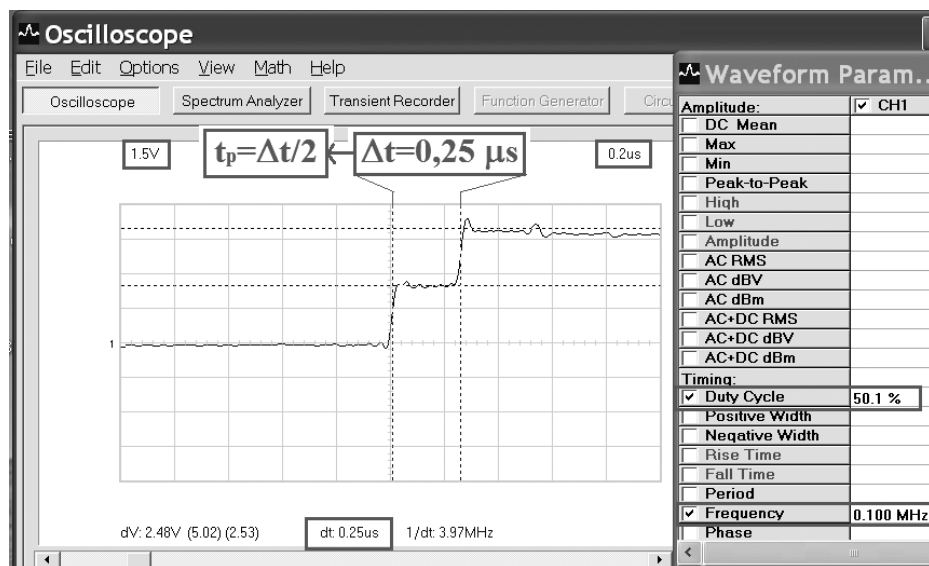 Oscilloscope
File Edit Options View Math Help
Oscilloscope Spectrum Analyzer Transient Recorder Function Generator
1.5V
tp=Δt/2
Δt=0,25 μs
0.2us
1
dV: 2.48V (5.02) (2.53) dt: 0.25us 1/dt: 3.97MHz
Waveform Param..
Amplitude: CH1
DC Mean
Max
Min
Peak-to-Peak
High
Low
Amplitude
AC RMS
AC dBV
AC dBm
AC+DC RMS
AC+DC dBV
AC+DC dBm
Timing:
Duty Cycle 50.1 %
Positive Width
Negative Width
Rise Time
Fall Time
Period
Frequency 0.100 MHz
Phase